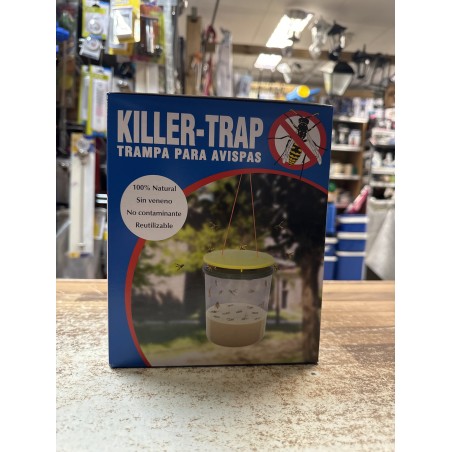 KILLER-TRAP
TRAMPA PARA AVISPAS
100% Natural
Sin veneno
No contaminante
Reutilizable